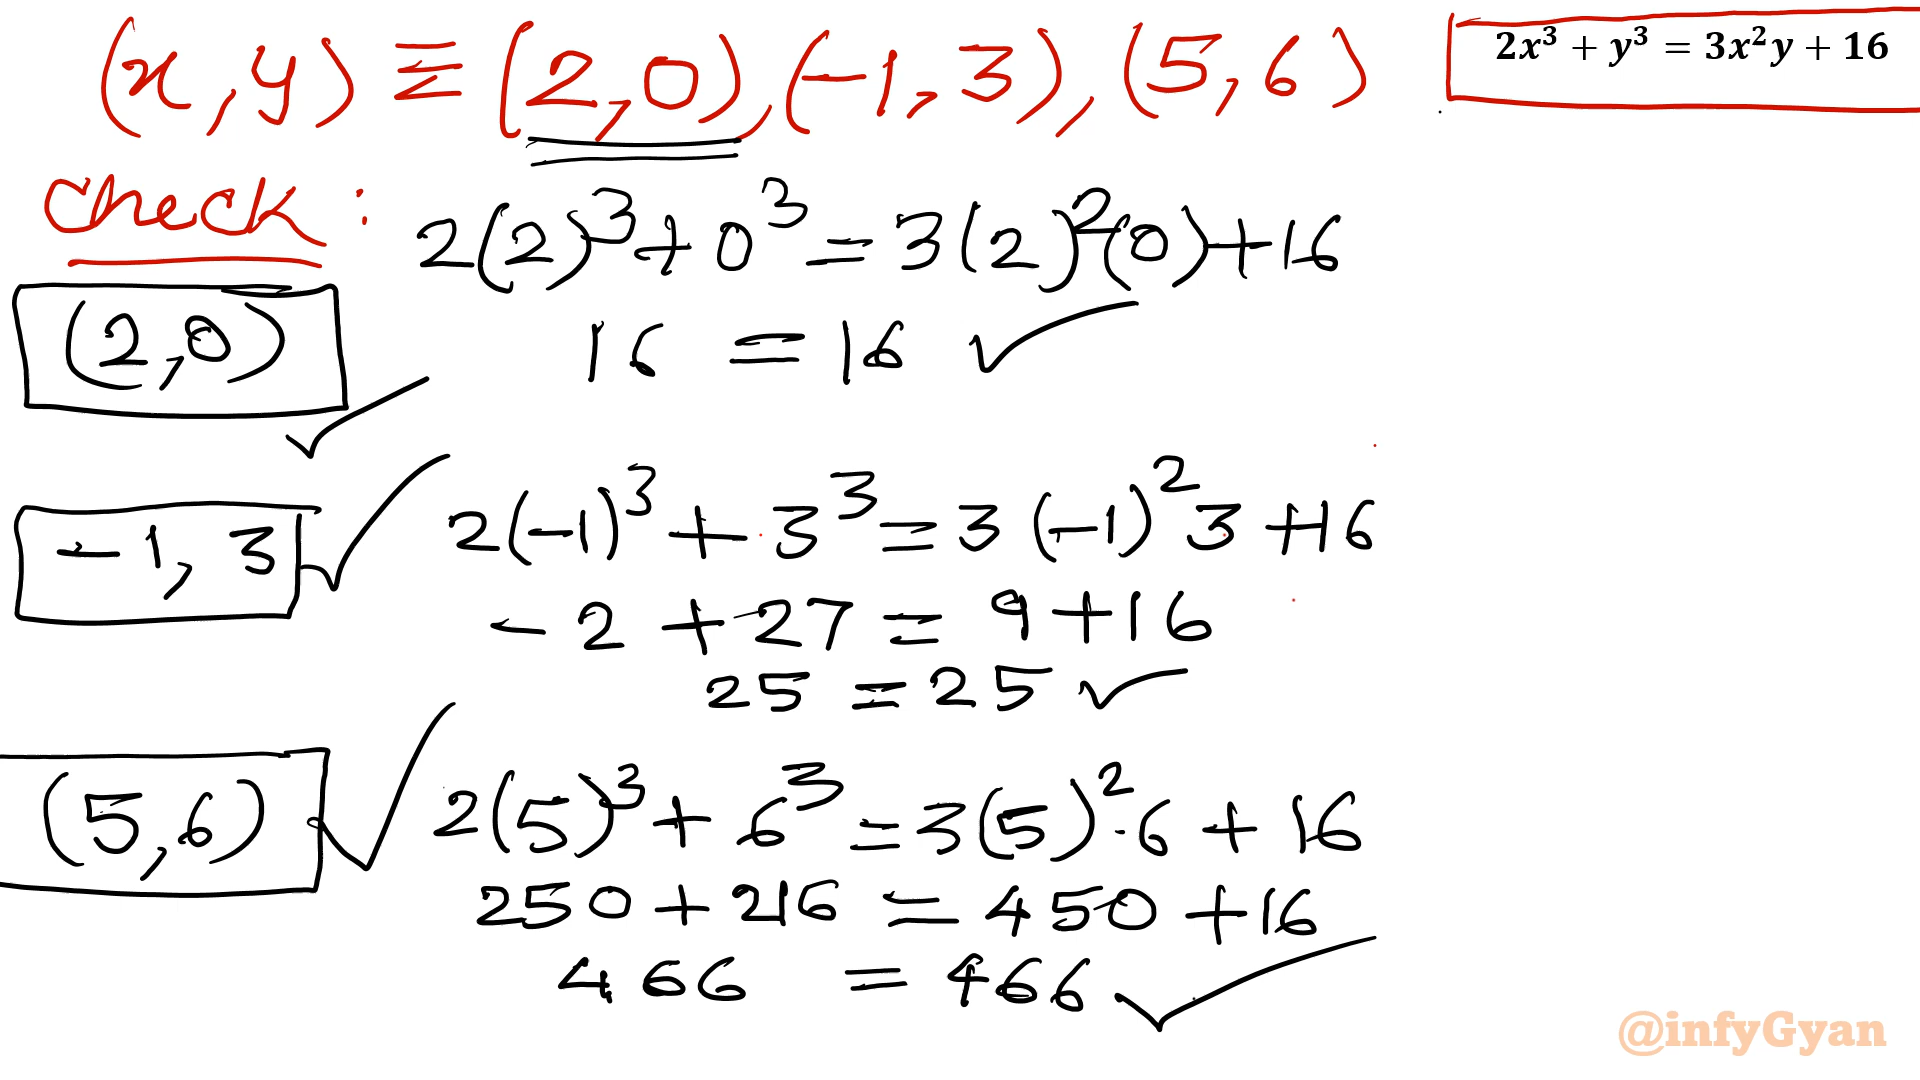 (x, y) ≡ (2,0), (-1, 3), (5, 6)
2x³ + y³ = 3x²y + 16
check :
2(2)³ + 0³ = 3(2)²(0) + 16
(2,0)
16 = 16 ✓
✓
-1, 3 ✓
2(-1)³ + 3³ = 3(-1)² 3 + 16
- 2 + 27 = 9 + 16
25 = 25 ✓
(5,6) ✓
2(5)³ + 6³ = 3(5)² · 6 + 16
250 + 216 = 450 + 16
466 = 466 ✓
@infyGyan